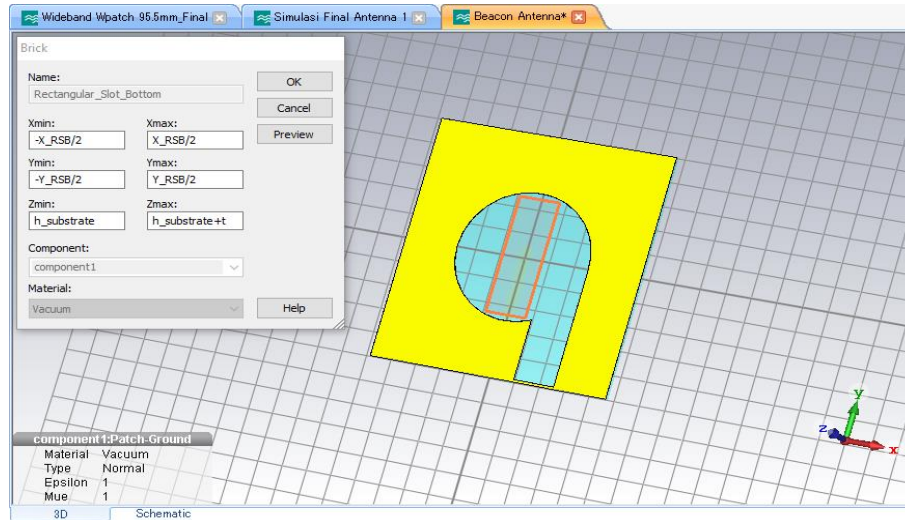 Wideband Wpatch 95.5mm_Final
Simulasi Final Antenna 1
Beacon Antenna*
Brick
Name:
Rectangular_Slot_Bottom
OK
Cancel
Preview
Xmin:
Xmax:
-X_RSB/2
X_RSB/2
Ymin:
Ymax:
-Y_RSB/2
Y_RSB/2
Zmin:
Zmax:
h_substrate
h_substrate+t
Component:
component1
Material:
Vacuum
Help
component1:Patch-Ground
Material Vacuum
Type Normal
Epsilon 1
Mue 1
y
z
x
3D
Schematic